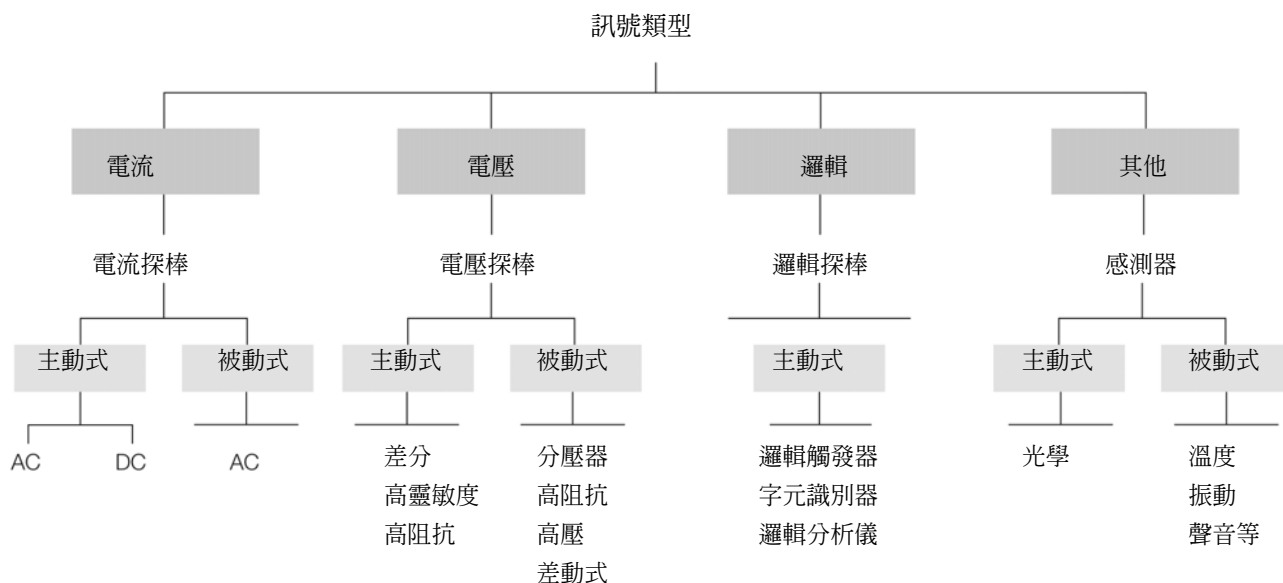 訊號類型
電流
電壓
邏輯
其他
電流探棒
電壓探棒
邏輯探棒
感測器
主動式
被動式
主動式
被動式
主動式
主動式
被動式
AC
DC
AC
差分
高靈敏度
高阻抗
分壓器
高阻抗
高壓
差動式
邏輯觸發器
字元識別器
邏輯分析儀
光學
溫度
振動
聲音等